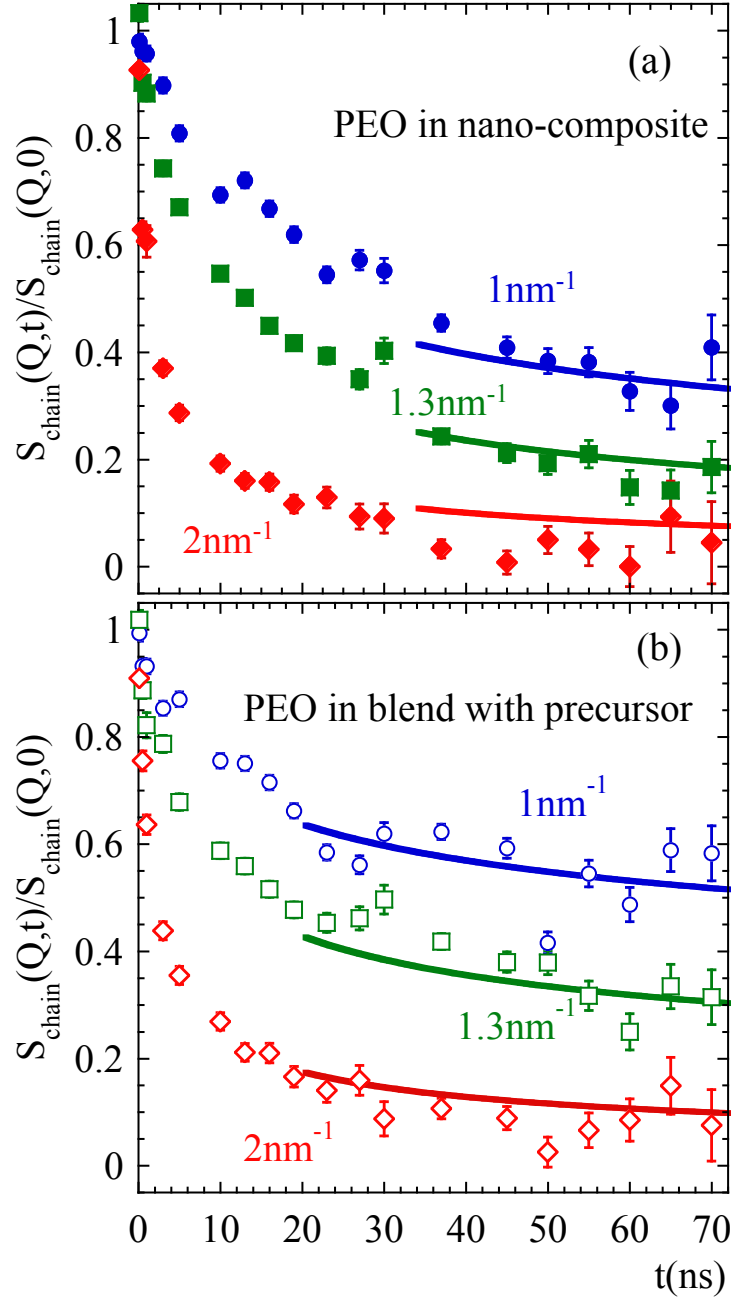 (a)
PEO in nano-composite
1nm⁻¹
1.3nm⁻¹
2nm⁻¹
S_chain(Q,t)/S_chain(Q,0)
1
0.8
0.6
0.4
0.2
0
(b)
PEO in blend with precursor
1nm⁻¹
1.3nm⁻¹
2nm⁻¹
S_chain(Q,t)/S_chain(Q,0)
1
0.8
0.6
0.4
0.2
0
0 10 20 30 40 50 60 70
t(ns)